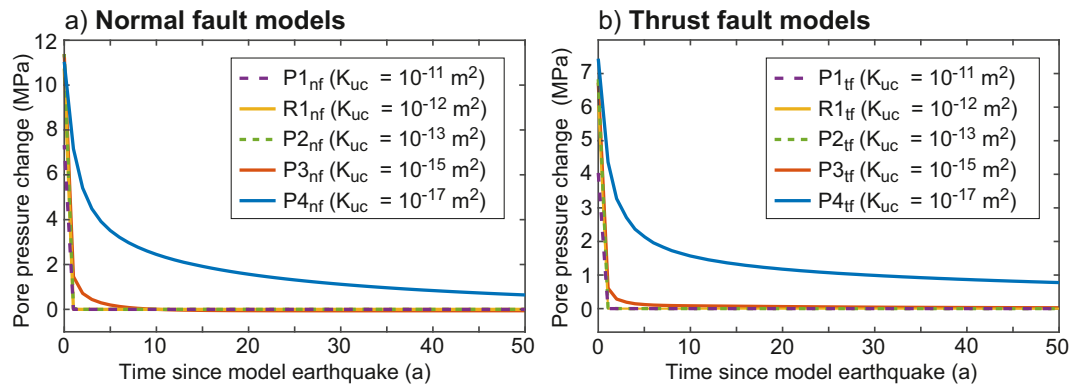 a) Normal fault models
12
10
8
6
4
2
0
Pore pressure change (MPa)
P1nf (Kuc = 10-11 m2)
R1nf (Kuc = 10-12 m2)
P2nf (Kuc = 10-13 m2)
P3nf (Kuc = 10-15 m2)
P4nf (Kuc = 10-17 m2)
0 10 20 30 40 50
Time since model earthquake (a)
b) Thrust fault models
7
6
5
4
3
2
1
0
Pore pressure change (MPa)
P1tf (Kuc = 10-11 m2)
R1tf (Kuc = 10-12 m2)
P2tf (Kuc = 10-13 m2)
P3tf (Kuc = 10-15 m2)
P4tf (Kuc = 10-17 m2)
0 10 20 30 40 50
Time since model earthquake (a)